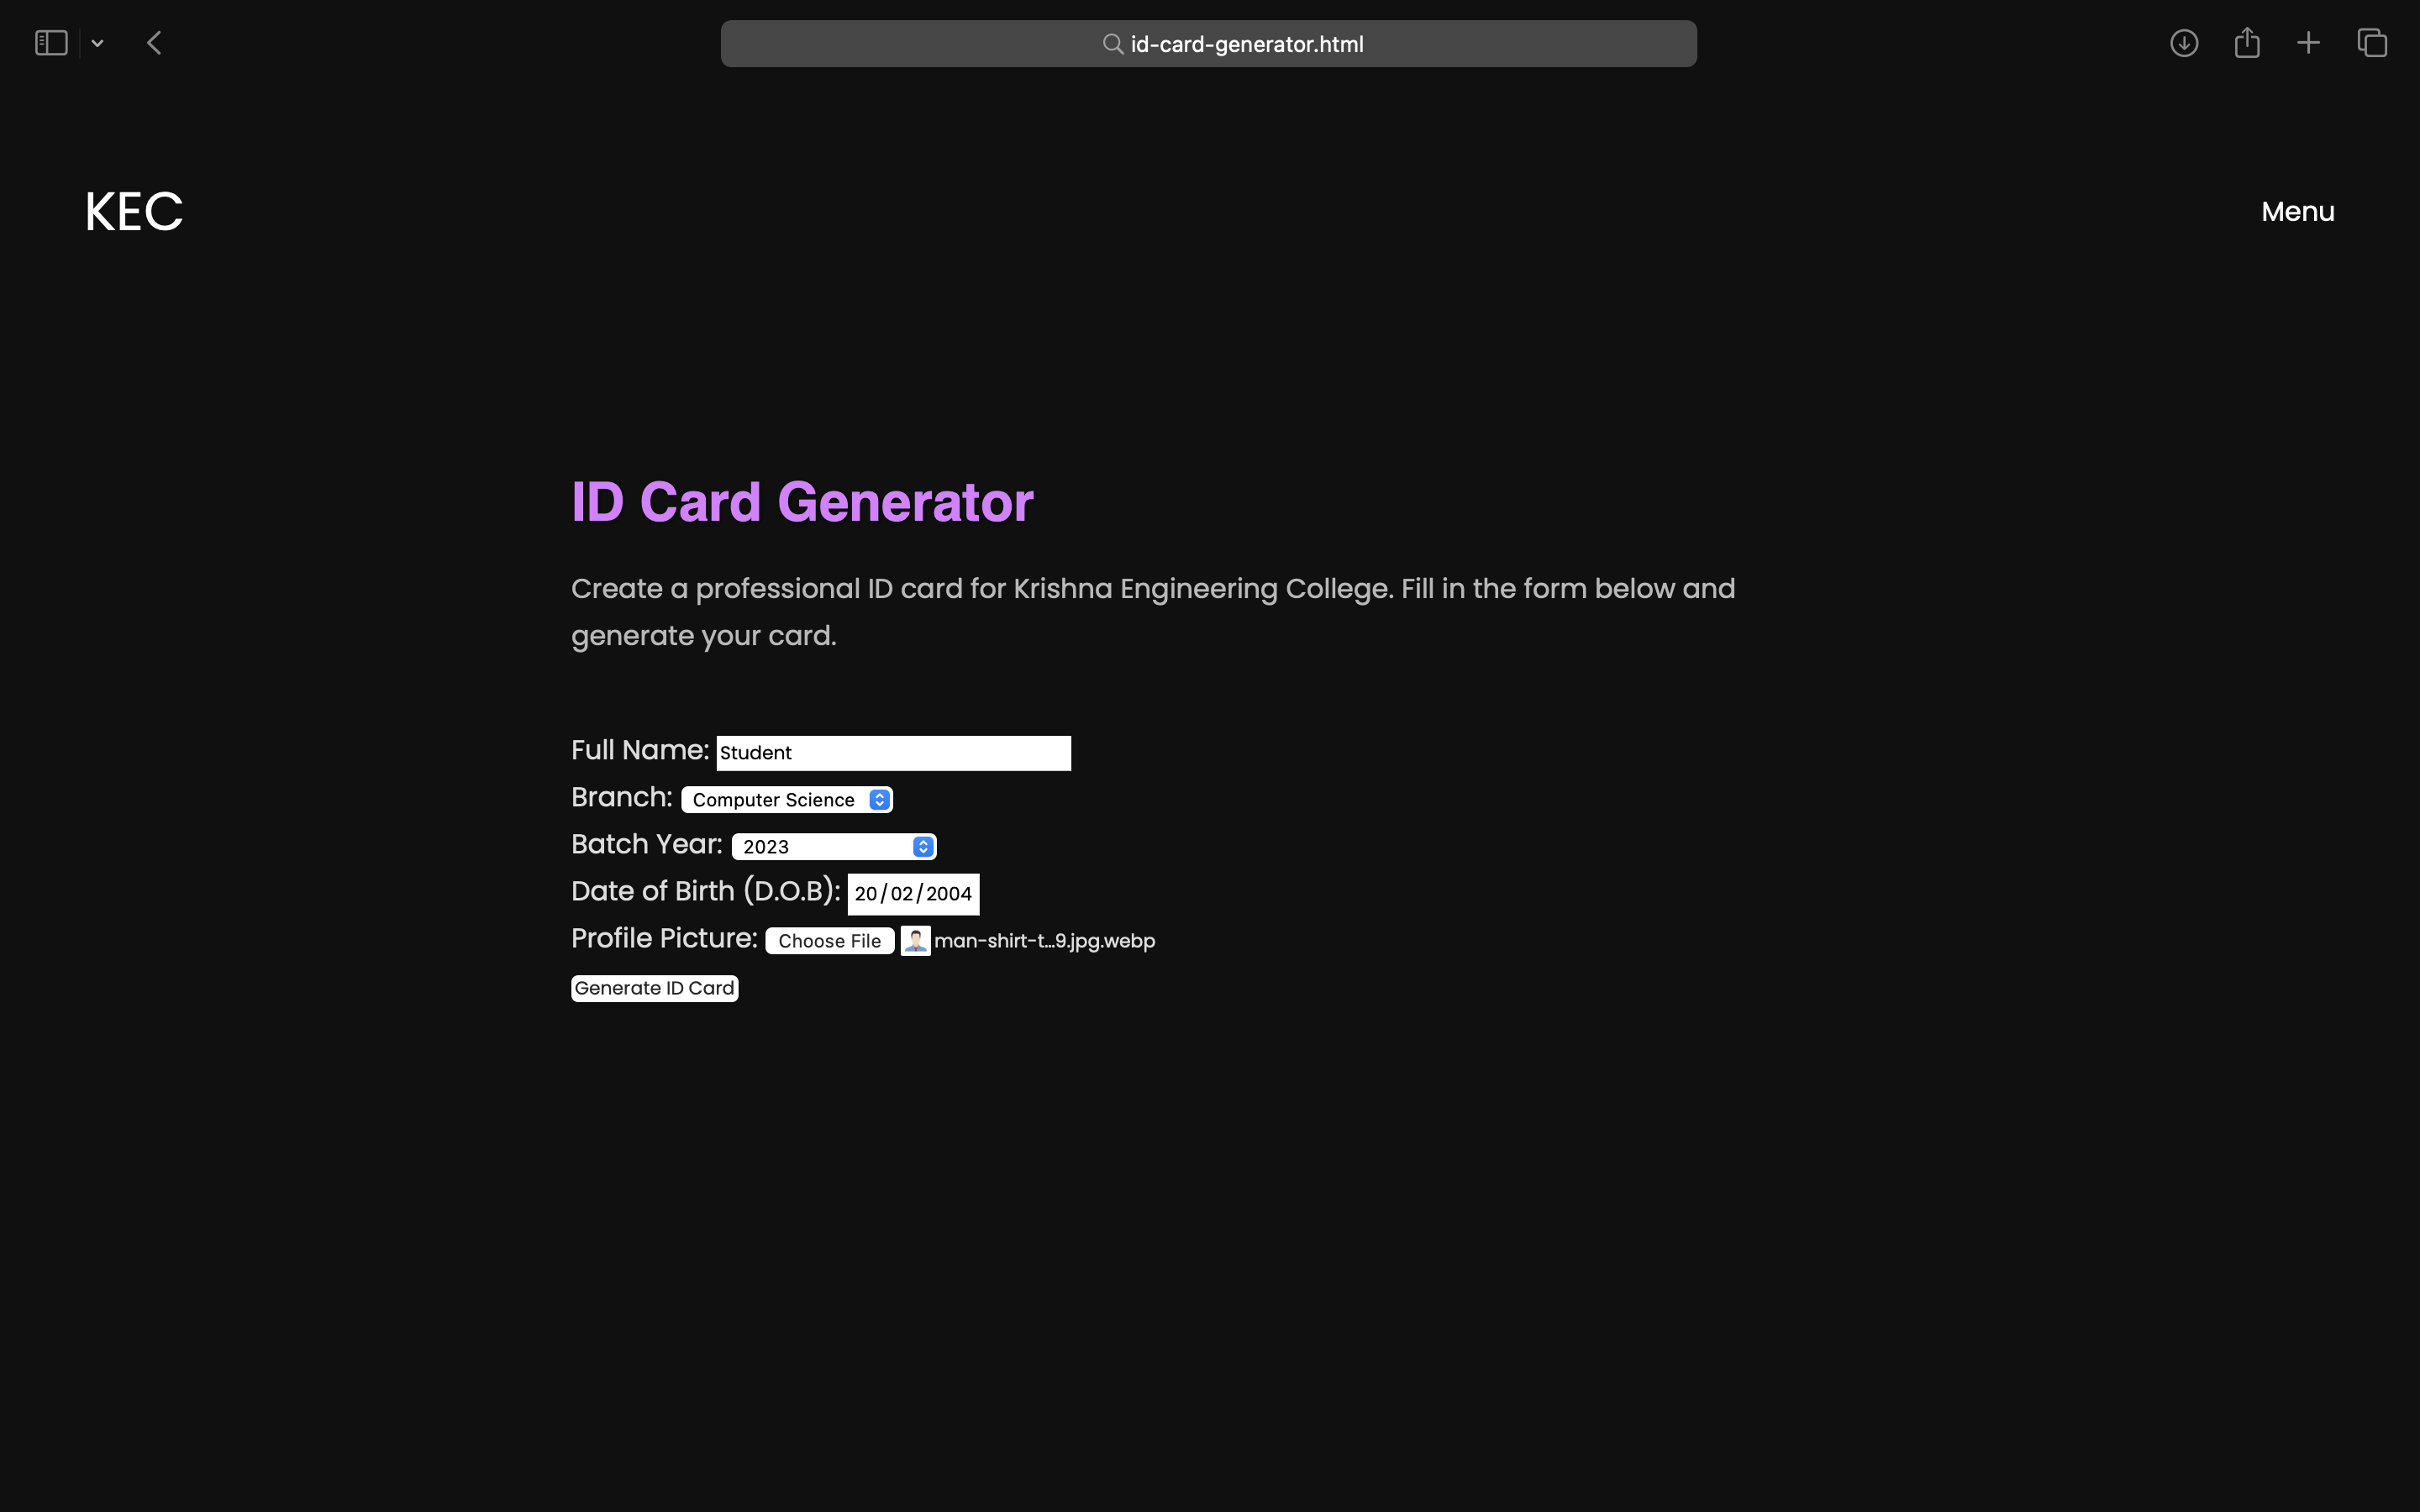 id-card-generator.html
KEC
Menu
ID Card Generator
Create a professional ID card for Krishna Engineering College. Fill in the form below and
generate your card.
Full Name: Student
Branch: Computer Science
Batch Year: 2023
Date of Birth (D.O.B): 20/02/2004
Profile Picture: Choose File man-shirt-t...9.jpg.webp
Generate ID Card